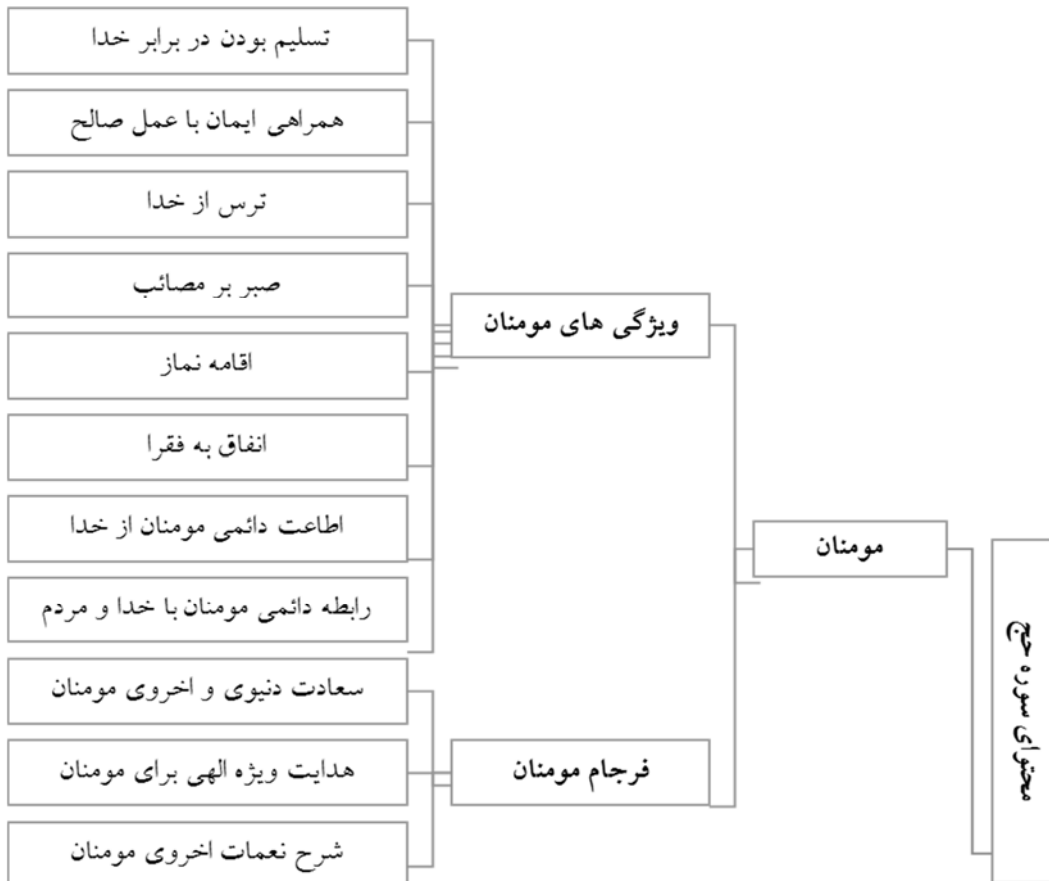 محتوای سوره حج
مومنان
ویژگی های مومنان
تسلیم بودن در برابر خدا
همراهی ایمان با عمل صالح
ترس از خدا
صبر بر مصائب
اقامه نماز
انفاق به فقرا
اطاعت دائمی مومنان از خدا
رابطه دائمی مومنان با خدا و مردم
فرجام مومنان
سعادت دنیوی و اخروی مومنان
هدایت ویژه الهی برای مومنان
شرح نعمات اخروی مومنان